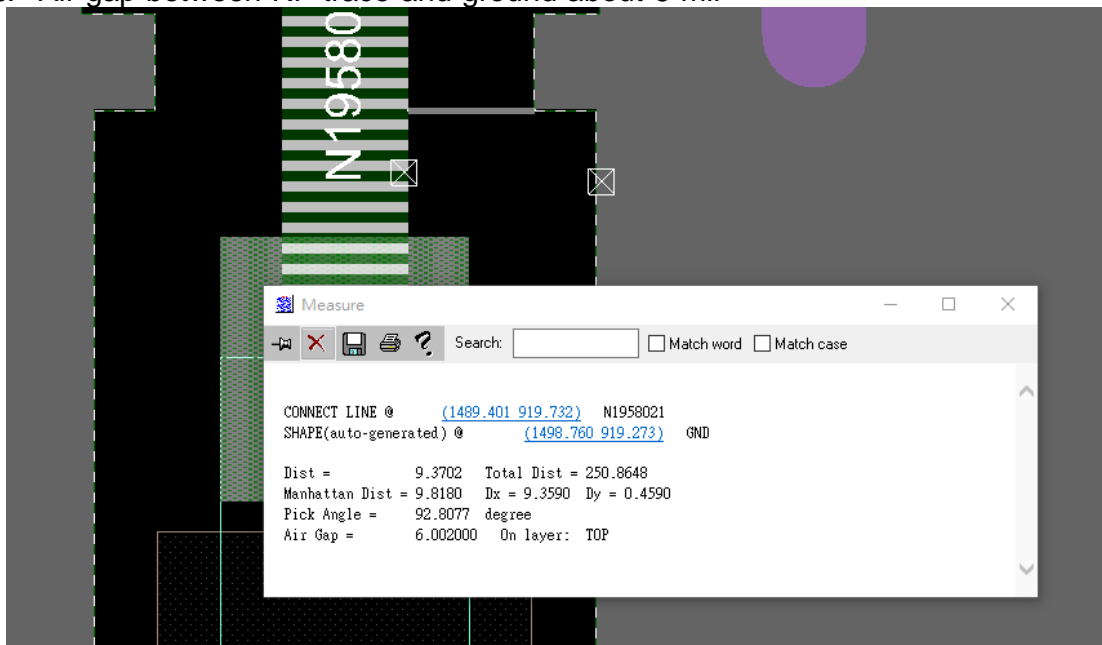 Air gap between RF trace and ground about 6 mil
N19580
Measure
Search:
Match word
Match case
CONNECT LINE @ (1489.401 919.732) N1958021
SHAPE(auto-generated) @ (1498.760 919.273) GND
Dist = 9.3702 Total Dist = 250.8648
Manhattan Dist = 9.8180 Dx = 9.3590 Dy = 0.4590
Pick Angle = 92.8077 degree
Air Gap = 6.002000 On layer: TOP